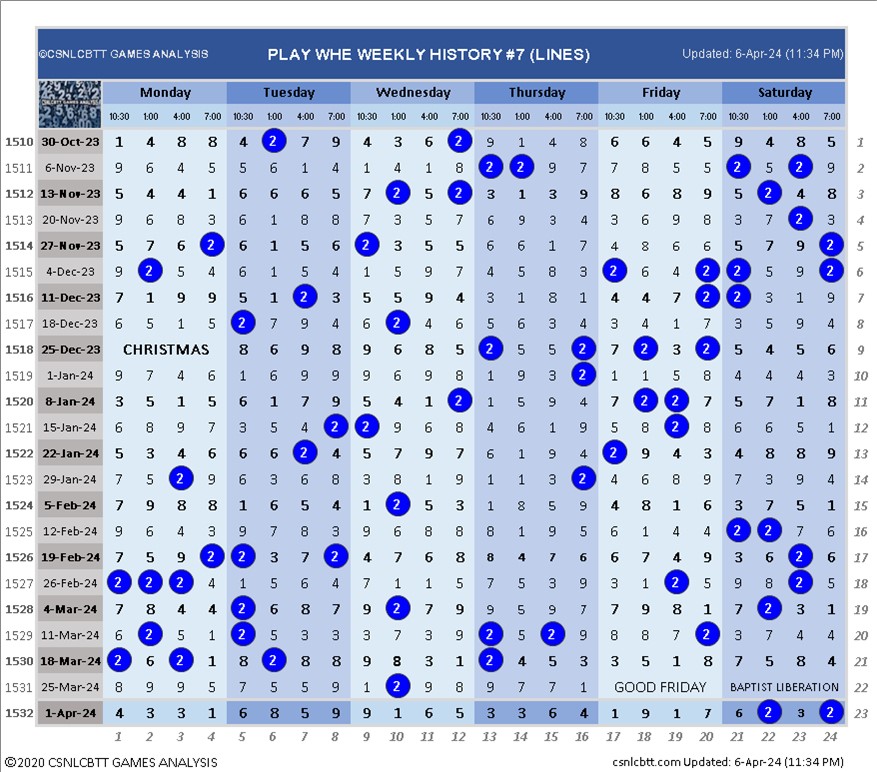 ©CSNLCBTT GAMES ANALYSIS PLAY WHE WEEKLY HISTORY #7 (LINES) Updated: 6-Apr-24 (11:34 PM)
Monday Tuesday Wednesday Thursday Friday Saturday
10:30 1:00 4:00 7:00 10:30 1:00 4:00 7:00 10:30 1:00 4:00 7:00 10:30 1:00 4:00 7:00 10:30 1:00 4:00 7:00 10:30 1:00 4:00 7:00
1510 30-Oct-23 1 4 8 8 4 2 7 9 4 3 6 2 9 1 4 8 6 6 4 5 9 4 8 5 1
1511 6-Nov-23 9 6 4 5 5 6 1 4 1 4 1 8 2 2 9 7 7 8 5 5 2 9 2 9 2
1512 13-Nov-23 5 4 4 1 6 6 6 5 7 2 5 2 3 1 3 9 8 6 8 9 5 2 4 8 3
1513 20-Nov-23 9 6 8 3 6 1 8 8 7 3 5 7 6 9 3 4 3 6 9 8 3 7 2 4 4
1514 27-Nov-23 5 7 6 2 6 1 5 6 2 3 5 5 6 6 1 7 4 8 6 6 5 7 9 2 5
1515 4-Dec-23 9 2 5 4 6 1 5 4 1 5 9 7 4 5 8 3 2 6 4 2 2 5 9 2 6
1516 11-Dec-23 7 1 9 9 5 1 2 3 5 5 9 4 3 1 8 1 4 4 7 2 2 3 1 9 7
1517 18-Dec-23 6 5 1 5 2 7 9 4 6 2 4 6 5 6 3 4 3 4 1 7 3 5 9 4 8
1518 25-Dec-23 CHRISTMAS 8 6 9 8 9 6 8 5 2 5 5 2 7 2 3 2 5 4 5 6 9
1519 1-Jan-24 9 7 4 6 1 6 9 9 9 6 9 8 1 9 3 2 1 1 5 8 4 4 4 3 10
1520 8-Jan-24 3 5 1 5 6 1 7 9 5 4 1 2 1 5 9 4 7 2 2 7 5 7 1 8 11
1521 15-Jan-24 6 8 9 7 3 5 4 2 2 9 6 8 4 6 1 9 5 8 2 4 6 6 5 1 12
1522 22-Jan-24 5 3 4 6 6 6 2 4 5 7 9 7 6 1 9 4 2 9 4 3 4 8 8 9 13
1523 29-Jan-24 7 5 2 9 6 8 5 6 3 8 1 9 1 1 3 2 4 6 8 9 7 3 9 4 14
1524 5-Feb-24 7 9 8 8 1 6 5 4 1 2 5 3 1 8 5 9 4 8 1 6 3 7 5 1 15
1525 12-Feb-24 9 6 4 3 9 7 8 3 9 6 8 8 8 5 9 5 6 1 4 4 2 2 7 6 16
1526 19-Feb-24 7 5 9 2 2 3 7 2 4 7 6 8 8 4 7 6 6 7 4 9 3 6 2 6 17
1527 26-Feb-24 2 2 2 4 1 5 6 4 7 1 1 5 7 5 3 9 3 1 2 4 9 8 2 5 18
1528 4-Mar-24 7 8 4 4 2 6 8 7 9 2 7 9 5 9 5 7 7 9 8 1 7 2 3 1 19
1529 11-Mar-24 6 2 5 1 2 5 3 3 3 7 3 9 2 5 2 9 8 8 7 2 3 7 4 4 20
1530 18-Mar-24 2 6 2 1 8 2 8 8 9 8 3 1 2 4 5 3 3 5 1 8 7 5 8 4 21
1531 25-Mar-24 8 9 9 5 7 5 5 9 1 2 9 8 9 7 7 1 GOOD FRIDAY BAPTIST LIBERATION 22
1532 1-Apr-24 4 3 3 1 6 8 5 9 9 1 6 5 3 3 6 4 1 9 1 7 6 2 3 2 23
1 2 3 4 5 6 7 8 9 10 11 12 13 14 15 16 17 18 19 20 21 22 23 24
©2020 CSNLCBTT GAMES ANALYSIS csnlcbtt.com Updated: 6-Apr-24 (11:34 PM)